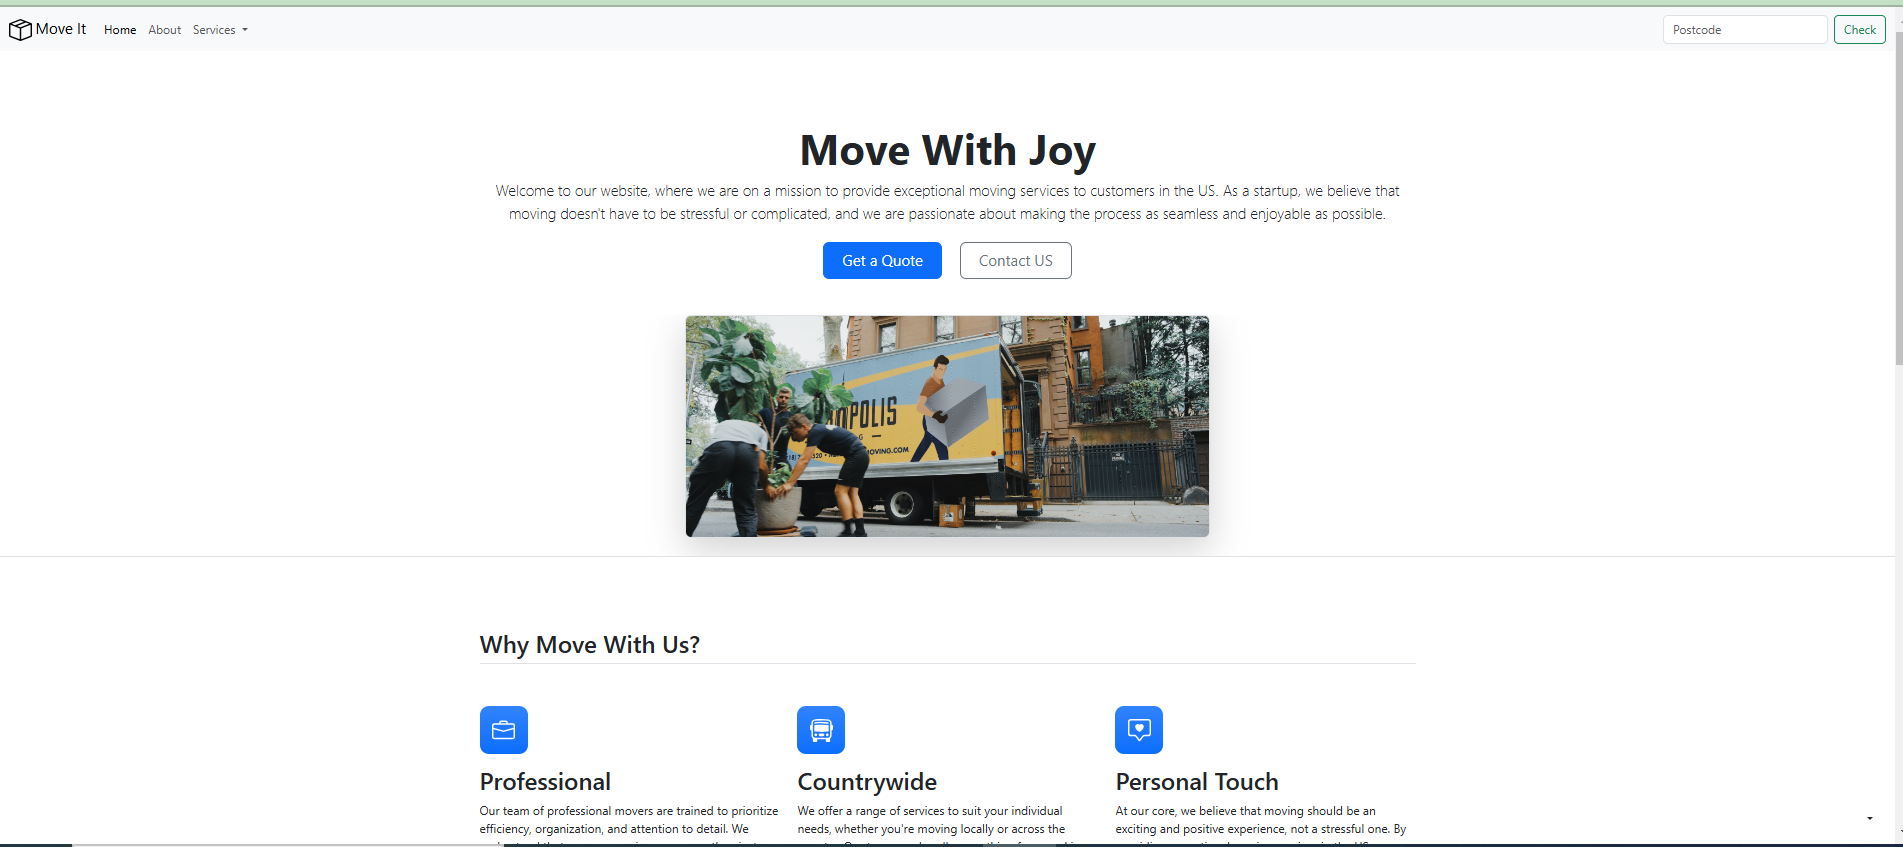 Move It
Home
About
Services
Postcode
Check
Move With Joy
Welcome to our website, where we are on a mission to provide exceptional moving services to customers in the US. As a startup, we believe that
moving doesn't have to be stressful or complicated, and we are passionate about making the process as seamless and enjoyable as possible.
Get a Quote
Contact US
POLIS
MOVING.COM
Why Move With Us?
Professional
Countrywide
Personal Touch
Our team of professional movers are trained to prioritize
efficiency, organization, and attention to detail. We
We offer a range of services to suit your individual
needs, whether you're moving locally or across the
At our core, we believe that moving should be an
exciting and positive experience, not a stressful one. By